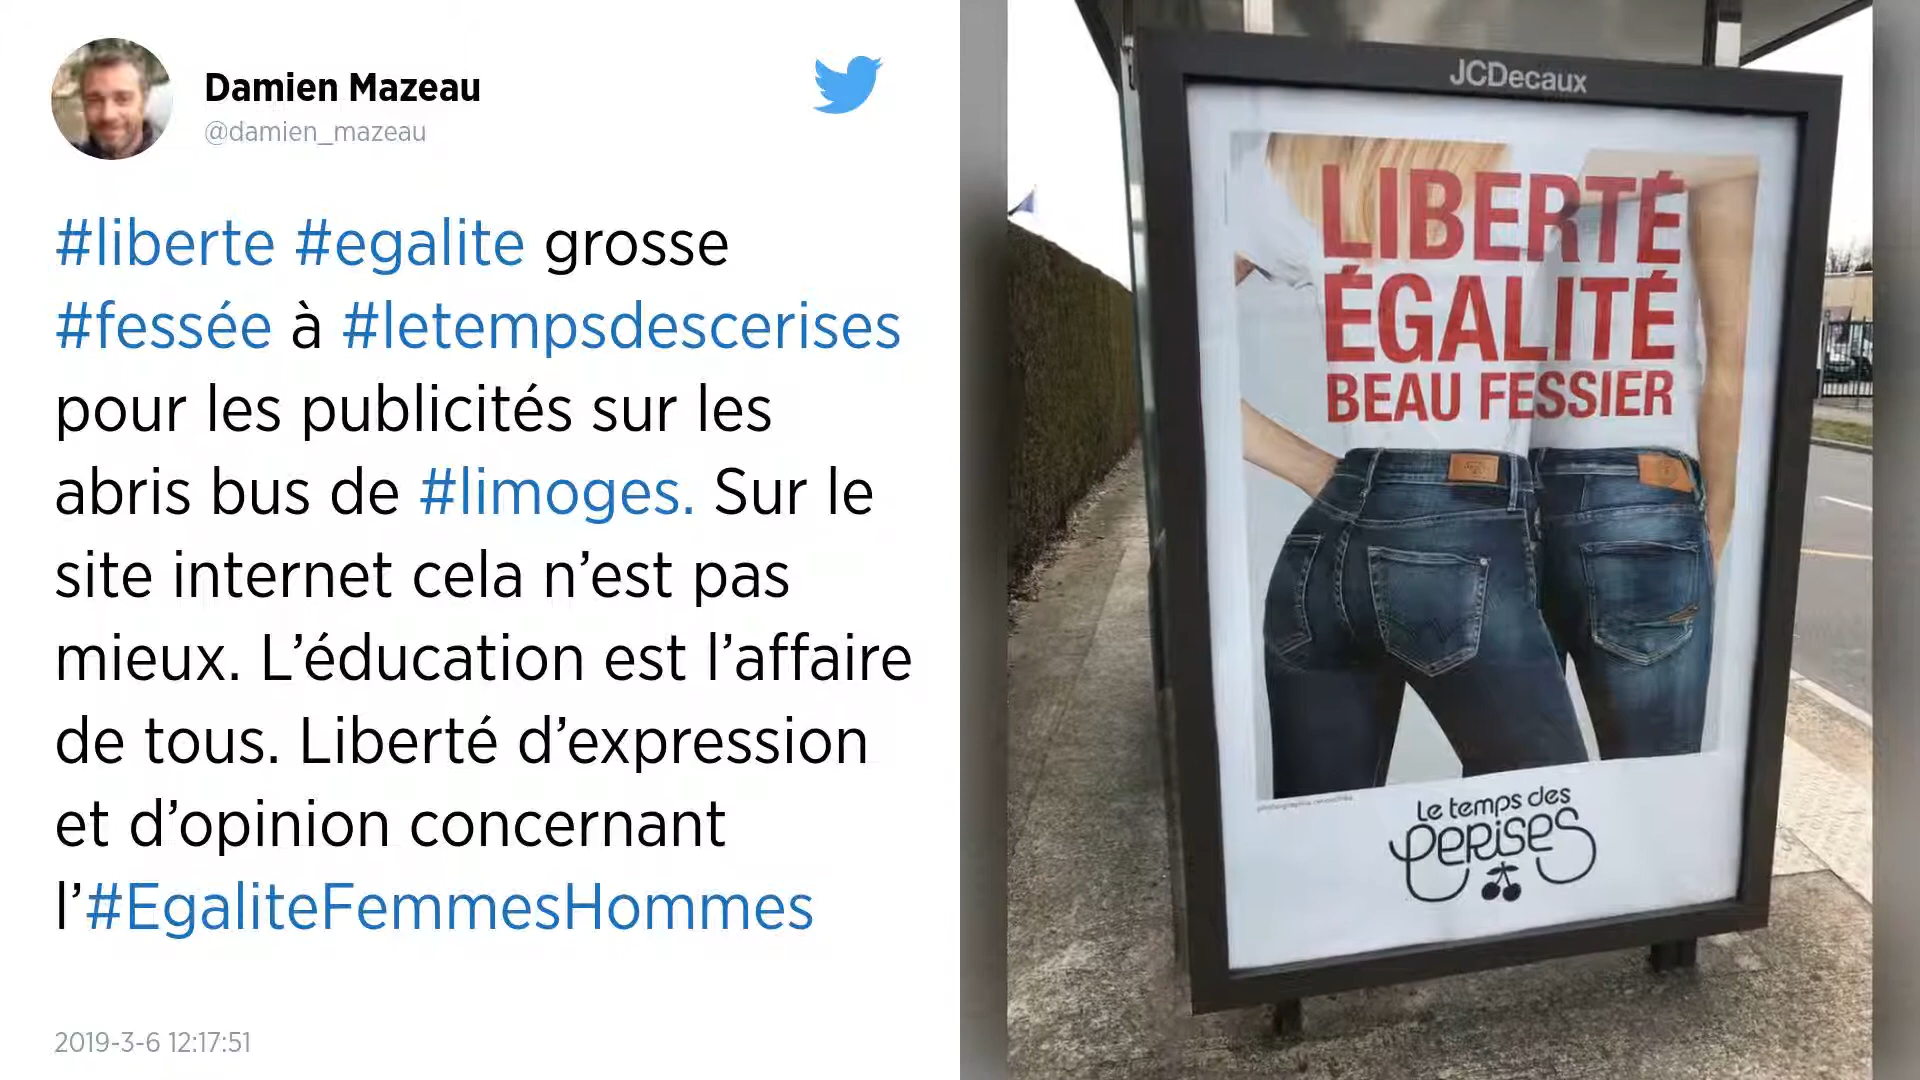 Damien Mazeau
@damien_mazeau
#liberte #egalite grosse
#fessée à #letempsdescerises
pour les publicités sur les
abris bus de #limoges. Sur le
site internet cela n’est pas
mieux. L’éducation est l’affaire
de tous. Liberté d’expression
et d’opinion concernant
l’#EgaliteFemmesHommes
2019-3-6 12:17:51
JCDecaux
LIBERTÉ
ÉGALITÉ
BEAU FESSIER
Le temps des
CERISES